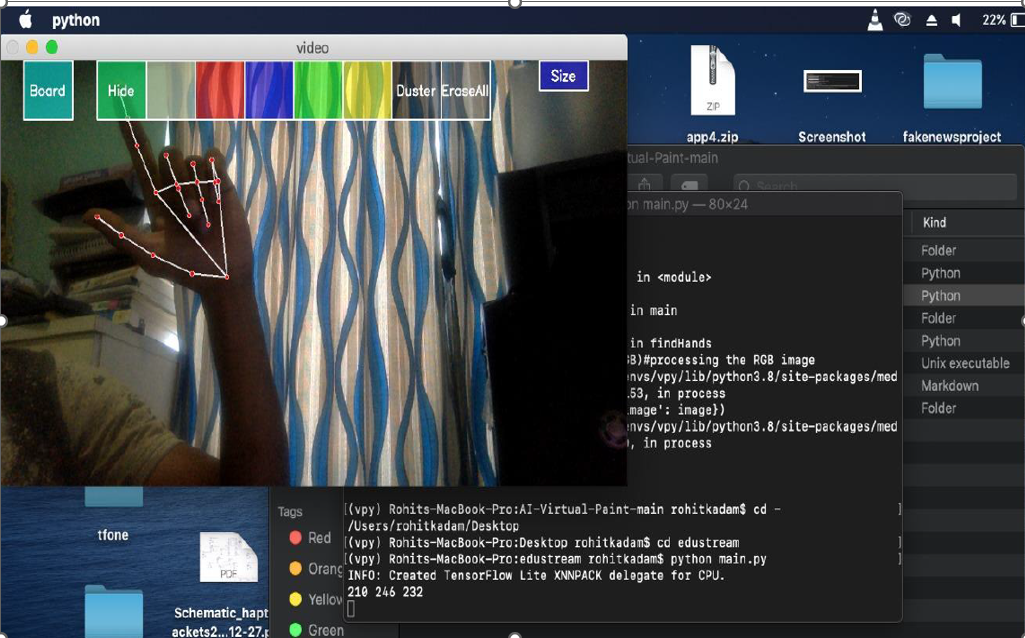 python
22%
video
Board
Hide
Duster
EraseAll
Size
ZIP
app4.zip
Screenshot
fakenewsproject
tual-Paint-main
Search
on main.py — 80×24
Kind
Folder
Python
Python
Folder
Python
Unix executable
Markdown
Folder
in <module>
in main
in findHands
GB)#processing the RGB image
envs/vpy/lib/python3.8/site-packages/med
.53, in process
image': image})
envs/vpy/lib/python3.8/site-packages/med
, in process
[(vpy) Rohits-MacBook-Pro:AI-Virtual-Paint-main rohitkadam$ cd - ]
/Users/rohitkadam/Desktop
[(vpy) Rohits-MacBook-Pro:Desktop rohitkadam$ cd edustream ]
[(vpy) Rohits-MacBook-Pro:edustream rohitkadam$ python main.py ]
INFO: Created TensorFlow Lite XNNPACK delegate for CPU.
210 246 232
Tags
Red
Orang
Yellov
Green
tfone
PDF
Schematic_hapt
ackets2...12-27.p